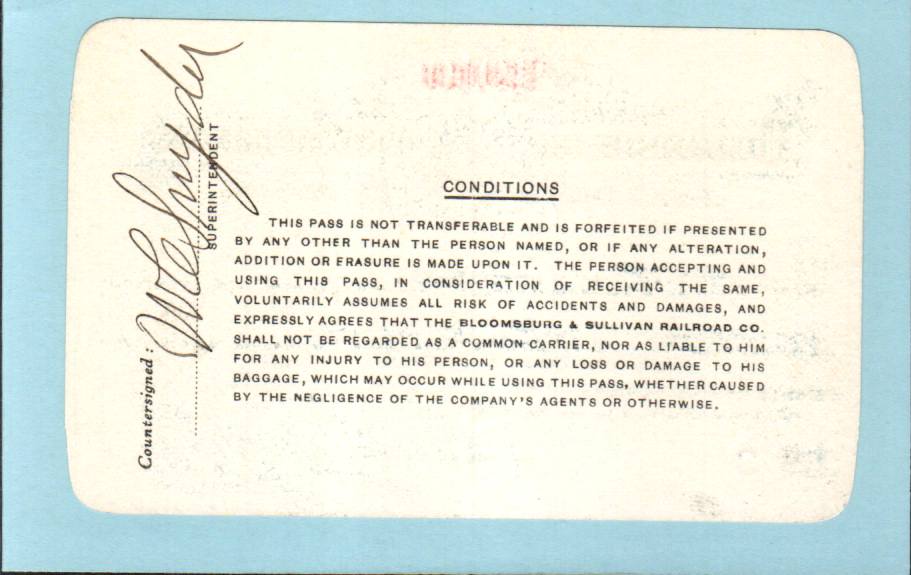 CONDITIONS
THIS PASS IS NOT TRANSFERABLE AND IS FORFEITED IF PRESENTED
BY ANY OTHER THAN THE PERSON NAMED, OR IF ANY ALTERATION,
ADDITION OR ERASURE IS MADE UPON IT. THE PERSON ACCEPTING AND
USING THIS PASS, IN CONSIDERATION OF RECEIVING THE SAME,
VOLUNTARILY ASSUMES ALL RISK OF ACCIDENTS AND DAMAGES, AND
EXPRESSLY AGREES THAT THE BLOOMSBURG & SULLIVAN RAILROAD CO.
SHALL NOT BE REGARDED AS A COMMON CARRIER, NOR AS LIABLE TO HIM
FOR ANY INJURY TO HIS PERSON, OR ANY LOSS OR DAMAGE TO HIS
BAGGAGE, WHICH MAY OCCUR WHILE USING THIS PASS, WHETHER CAUSED
BY THE NEGLIGENCE OF THE COMPANY'S AGENTS OR OTHERWISE.
Countersigned:
Snyder
SUPERINTENDENT